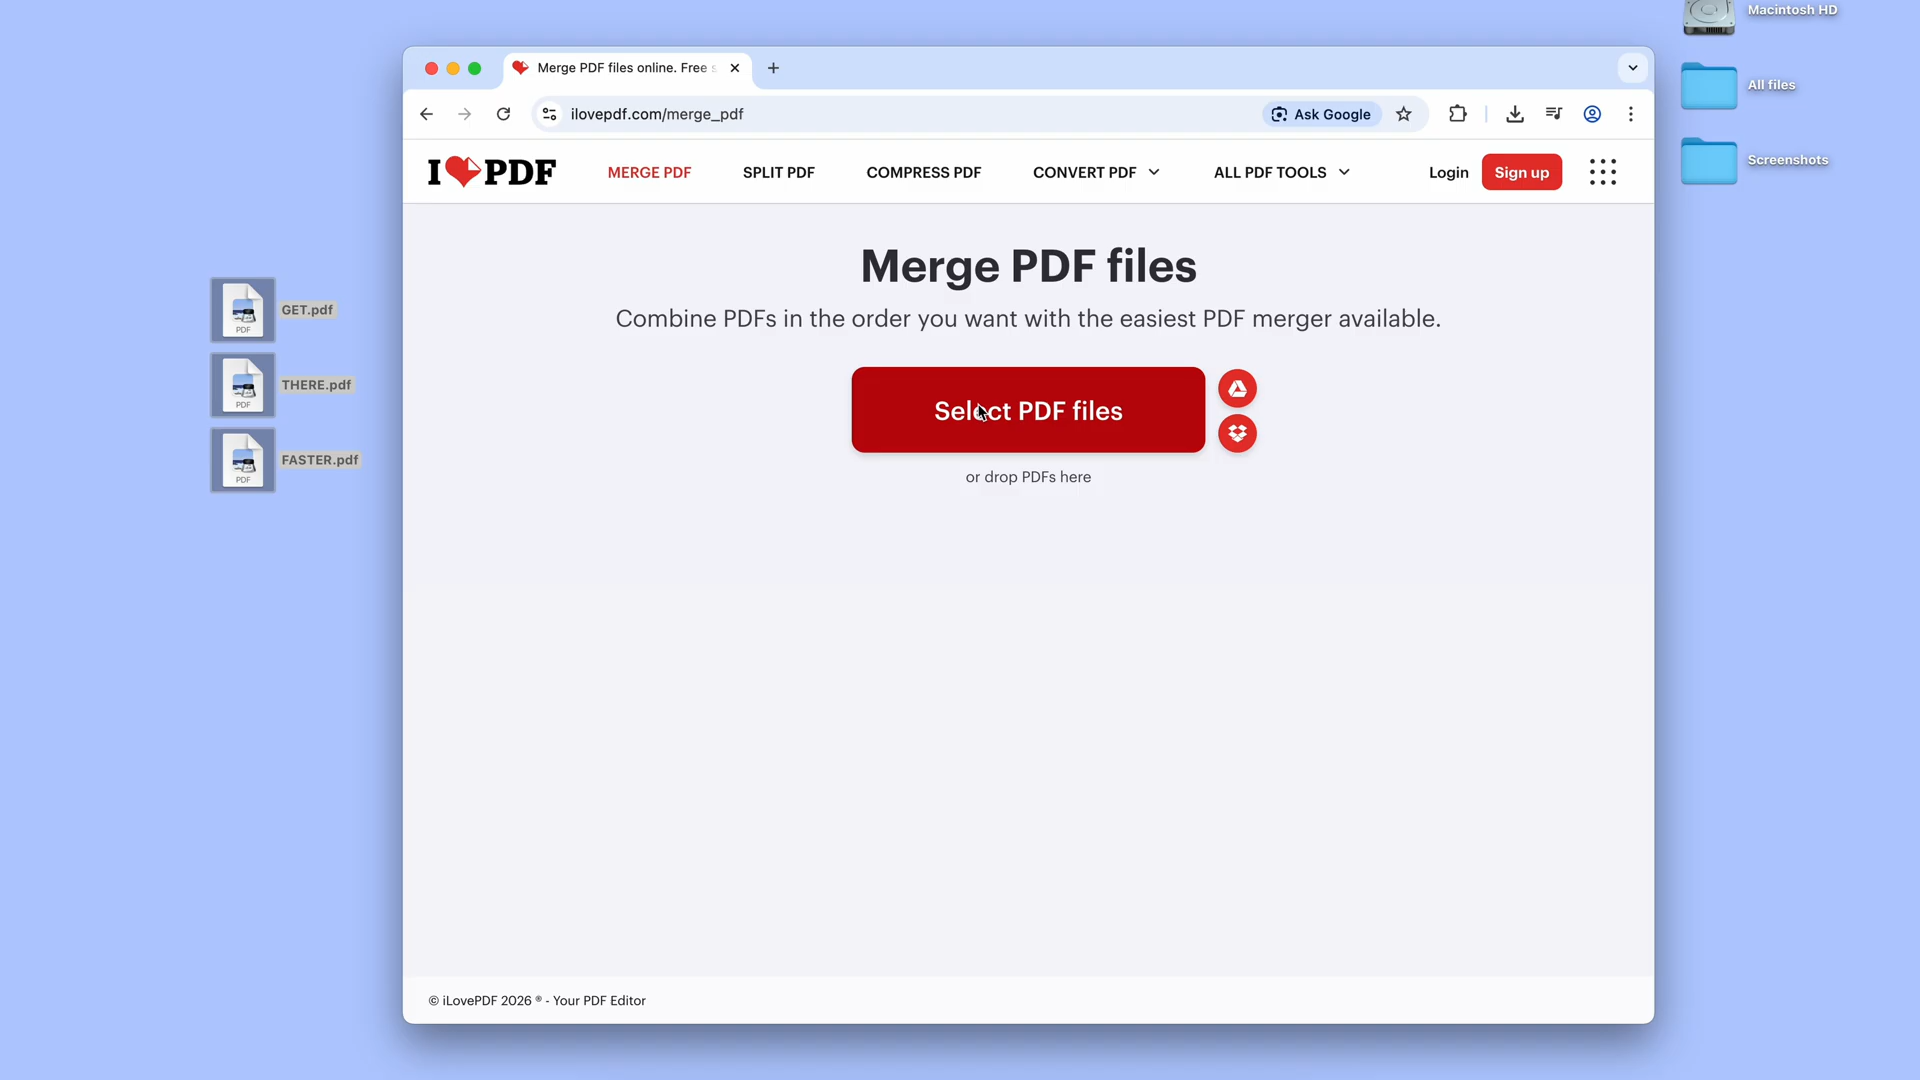 Macintosh HD
Merge PDF files online. Free
ilovepdf.com/merge_pdf
Ask Google
All files
Screenshots
I PDF
MERGE PDF
SPLIT PDF
COMPRESS PDF
CONVERT PDF
ALL PDF TOOLS
Login
Sign up
Merge PDF files
Combine PDFs in the order you want with the easiest PDF merger available.
Select PDF files
or drop PDFs here
PDF
GET.pdf
PDF
THERE.pdf
PDF
FASTER.pdf
© iLovePDF 2026 ® - Your PDF Editor